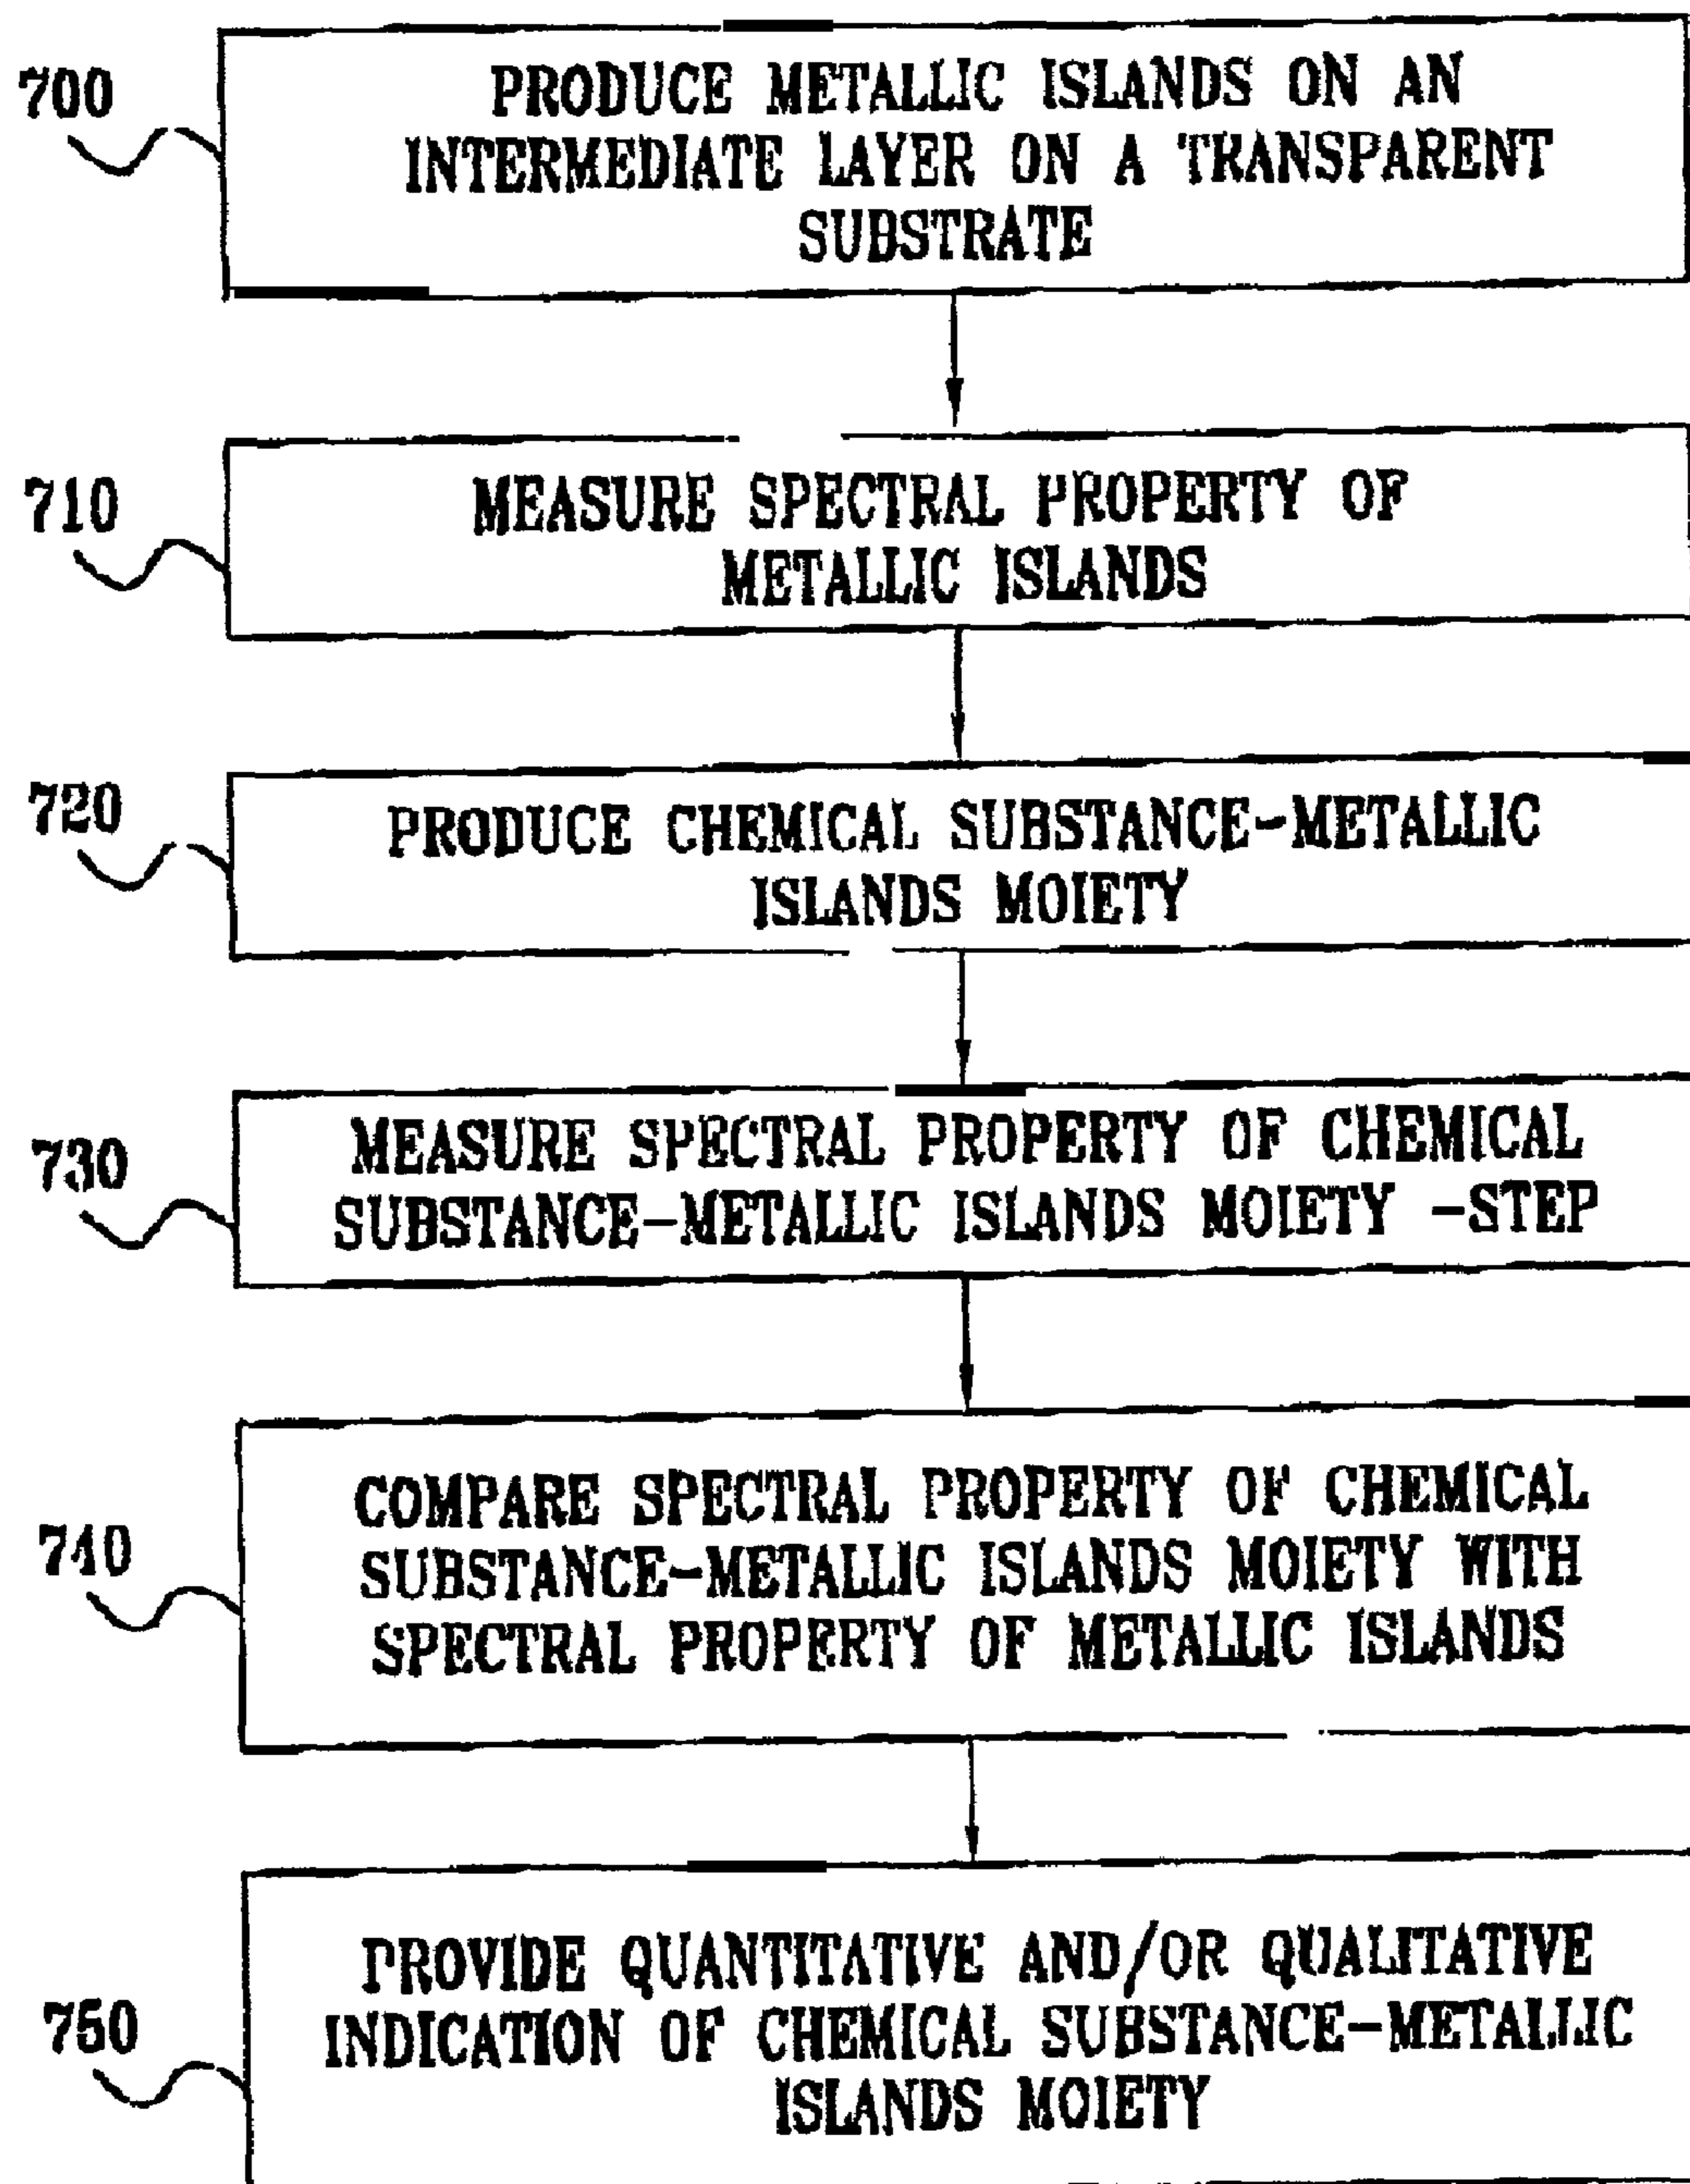 700
PRODUCE METALLIC ISLANDS ON AN
INTERMEDIATE LAYER ON A TRANSPARENT
SUBSTRATE
710
MEASURE SPECTRAL PROPERTY OF
METALLIC ISLANDS
720
PRODUCE CHEMICAL SUBSTANCE-METALLIC
ISLANDS MOIETY
730
MEASURE SPECTRAL PROPERTY OF CHEMICAL
SUBSTANCE-METALLIC ISLANDS MOIETY -STEP
740
COMPARE SPECTRAL PROPERTY OF CHEMICAL
SUBSTANCE-METALLIC ISLANDS MOIETY WITH
SPECTRAL PROPERTY OF METALLIC ISLANDS
750
PROVIDE QUANTITATIVE AND/OR QUALITATIVE
INDICATION OF CHEMICAL SUBSTANCE-METALLIC
ISLANDS MOIETY